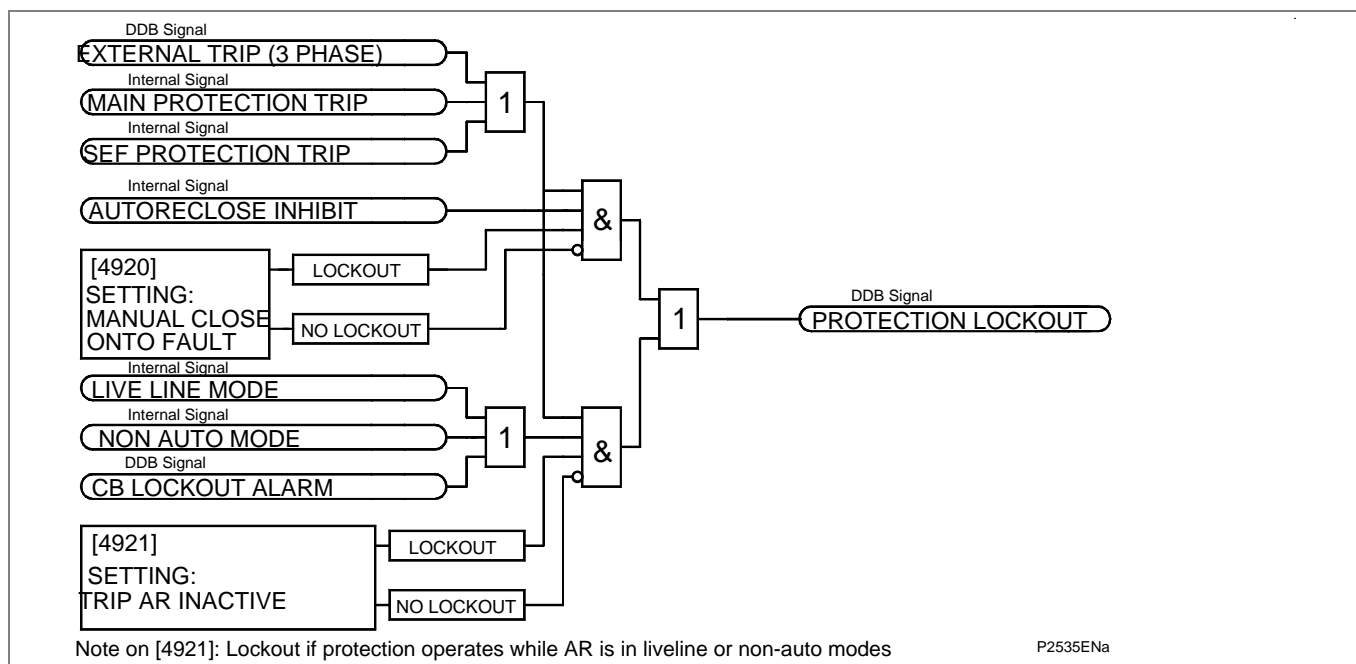 DDB Signal
EXTERNAL TRIP (3 PHASE)
Internal Signal
MAIN PROTECTION TRIP
1
Internal Signal
SEF PROTECTION TRIP
Internal Signal
AUTORECLOSE INHIBIT
&
[4920]
SETTING:
MANUAL CLOSE
ONTO FAULT
LOCKOUT
NO LOCKOUT
1
DDB Signal
PROTECTION LOCKOUT
Internal Signal
LIVE LINE MODE
Internal Signal
NON AUTO MODE
1
&
DDB Signal
CB LOCKOUT ALARM
[4921]
SETTING:
TRIP AR INACTIVE
LOCKOUT
NO LOCKOUT
Note on [4921]: Lockout if protection operates while AR is in liveline or non-auto modes
P2535ENa